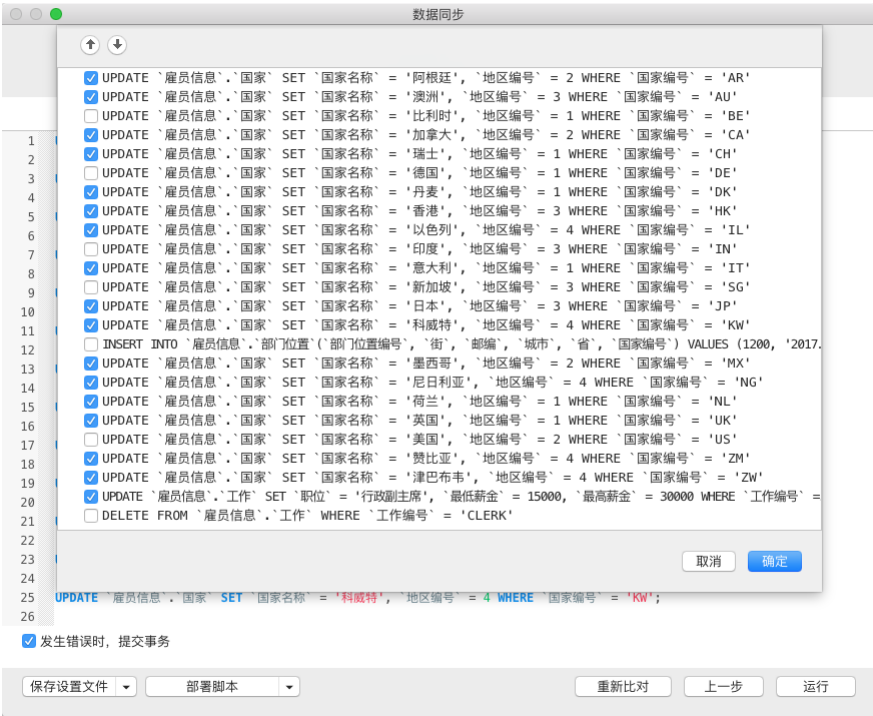 数据同步
UPDATE `雇员信息`.`国家` SET `国家名称` = '阿根廷', `地区编号` = 2 WHERE `国家编号` = 'AR'
UPDATE `雇员信息`.`国家` SET `国家名称` = '澳洲', `地区编号` = 3 WHERE `国家编号` = 'AU'
UPDATE `雇员信息`.`国家` SET `国家名称` = '比利时', `地区编号` = 1 WHERE `国家编号` = 'BE'
UPDATE `雇员信息`.`国家` SET `国家名称` = '加拿大', `地区编号` = 2 WHERE `国家编号` = 'CA'
UPDATE `雇员信息`.`国家` SET `国家名称` = '瑞士', `地区编号` = 1 WHERE `国家编号` = 'CH'
UPDATE `雇员信息`.`国家` SET `国家名称` = '德国', `地区编号` = 1 WHERE `国家编号` = 'DE'
UPDATE `雇员信息`.`国家` SET `国家名称` = '丹麦', `地区编号` = 1 WHERE `国家编号` = 'DK'
UPDATE `雇员信息`.`国家` SET `国家名称` = '香港', `地区编号` = 3 WHERE `国家编号` = 'HK'
UPDATE `雇员信息`.`国家` SET `国家名称` = '以色列', `地区编号` = 4 WHERE `国家编号` = 'IL'
UPDATE `雇员信息`.`国家` SET `国家名称` = '印度', `地区编号` = 3 WHERE `国家编号` = 'IN'
UPDATE `雇员信息`.`国家` SET `国家名称` = '意大利', `地区编号` = 1 WHERE `国家编号` = 'IT'
UPDATE `雇员信息`.`国家` SET `国家名称` = '新加坡', `地区编号` = 3 WHERE `国家编号` = 'SG'
UPDATE `雇员信息`.`国家` SET `国家名称` = '日本', `地区编号` = 3 WHERE `国家编号` = 'JP'
UPDATE `雇员信息`.`国家` SET `国家名称` = '科威特', `地区编号` = 4 WHERE `国家编号` = 'KW'
INSERT INTO `雇员信息`.`部门位置`(`部门位置编号`, `街`, `邮编`, `城市`, `省`, `国家编号`) VALUES (1200, '2017.
UPDATE `雇员信息`.`国家` SET `国家名称` = '墨西哥', `地区编号` = 2 WHERE `国家编号` = 'MX'
UPDATE `雇员信息`.`国家` SET `国家名称` = '尼日利亚', `地区编号` = 4 WHERE `国家编号` = 'NG'
UPDATE `雇员信息`.`国家` SET `国家名称` = '荷兰', `地区编号` = 1 WHERE `国家编号` = 'NL'
UPDATE `雇员信息`.`国家` SET `国家名称` = '英国', `地区编号` = 1 WHERE `国家编号` = 'UK'
UPDATE `雇员信息`.`国家` SET `国家名称` = '美国', `地区编号` = 2 WHERE `国家编号` = 'US'
UPDATE `雇员信息`.`国家` SET `国家名称` = '赞比亚', `地区编号` = 4 WHERE `国家编号` = 'ZM'
UPDATE `雇员信息`.`国家` SET `国家名称` = '津巴布韦', `地区编号` = 4 WHERE `国家编号` = 'ZW'
UPDATE `雇员信息`.`工作` SET `职位` = '行政副主席', `最低薪金` = 15000, `最高薪金` = 30000 WHERE `工作编号` =
DELETE FROM `雇员信息`.`工作` WHERE `工作编号` = 'CLERK'
取消 确定
1
2
3
4
5
6
7
8
9
10
11
12
13
14
15
16
17
18
19
20
21
22
23
24
25 UPDATE `雇员信息`.`国家` SET `国家名称` = '科威特', `地区编号` = 4 WHERE `国家编号` = 'KW';
26
发生错误时，提交事务
保存设置文件 部署脚本 重新比对 上一步 运行